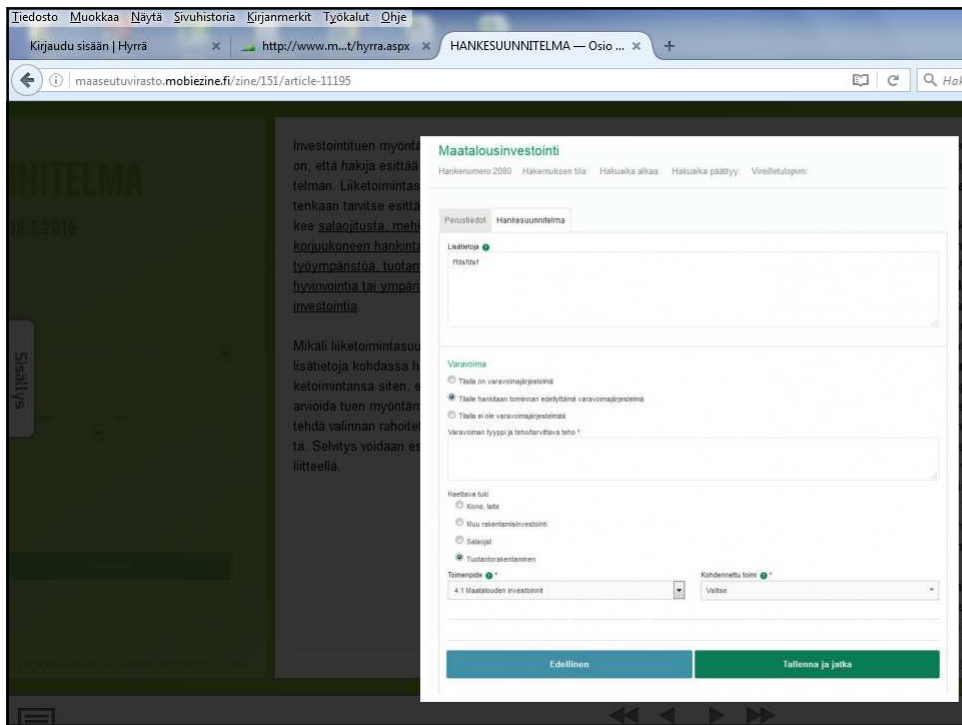 Tiedosto Muokkaa Näytä Sivuhistoria Kirjanmerkit Työkalut Ohje
Kirjaudu sisään | Hyrrä × http://www.m...t/hyrra.aspx × HANKESUUNNITELMA — Osio ... × +
maaseutuvirasto.mobiezine.fi/zine/151/article-11195 Hak
NNITELMA
Sisällys
Investointituen myöntä
on, että hakija esittää
telman. Liiketoimintas
tenkaan tarvitse esittä
kee salaojitusta, mehi
korjuukoneen hankinta
työympäristöä, tuotan
hyvinvointia tai ympäri
investointia.
Mikäli liiketoimintasuu
lisätietoja kohdassa h
ketoimintansa siten, e
arvioida tuen myöntän
tehdä valinnan rahoitet
ta. Selvitys voidaan es
liitteellä.
Maatalousinvestointi
Hankenumero:2080 Hakemuksen tila: Hakuaika alkaa: Hakuaika päättyy: Vireilletulopvm:
Perustiedot Hankesuunnitelma
Lisätietoja
Varavoima
Tilalla on varavoimajärjestelmä
Tilalle hankitaan toiminnan edellyttämä varavoimajärjestelmä
Tilalla ei ole varavoimajärjestelmää
Varavoiman tyyppi ja teho/tarvittava teho *
Haettava tuki
Kone, laite
Muu rakentamisinvestointi
Salaojat
Tuotantorakentaminen
Toimenpide * Kohdennettu toimi *
4.1 Maatalouden investoinnit Valitse
Edellinen Tallenna ja jatka